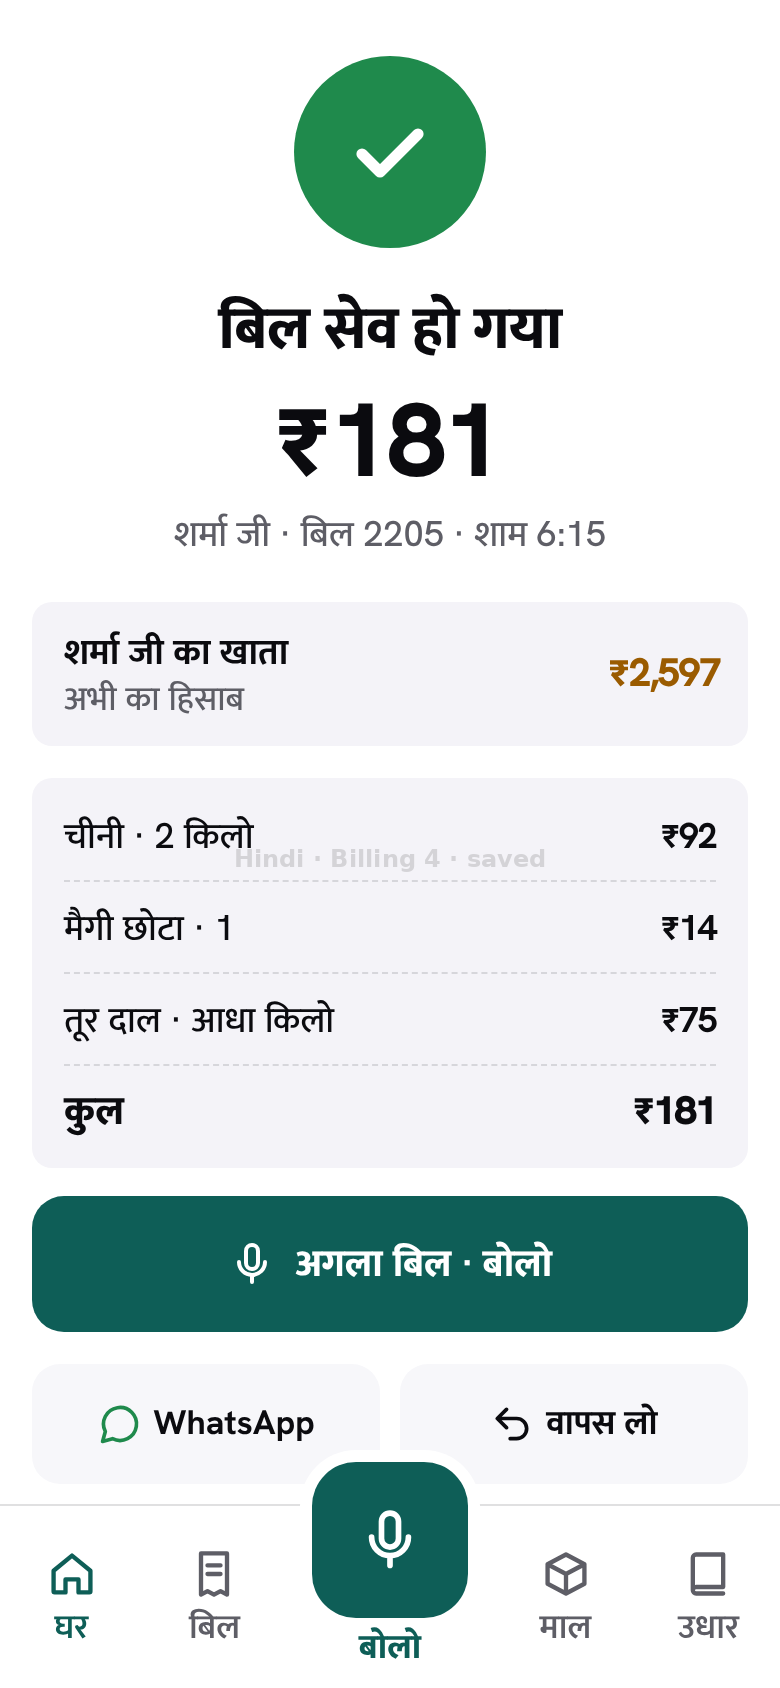 बिल सेव हो गया
₹181
शर्मा जी · बिल 2205 · शाम 6:15
शर्मा जी का खाता
अभी का हिसाब
₹2,597
चीनी · 2 किलो ₹92
Hindi · Billing 4 · saved
मैगी छोटा · 1 ₹14
तूर दाल · आधा किलो ₹75
कुल ₹181
अगला बिल · बोलो
WhatsApp वापस लो
घर बिल बोलो माल उधार